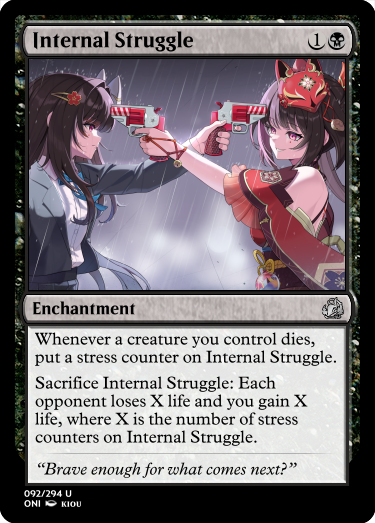 Internal Struggle 1
Enchantment
Whenever a creature you control dies,
put a stress counter on Internal Struggle.
Sacrifice Internal Struggle: Each
opponent loses X life and you gain X
life, where X is the number of stress
counters on Internal Struggle.
“Brave enough for what comes next?”
092/294 U
ONI KIOU